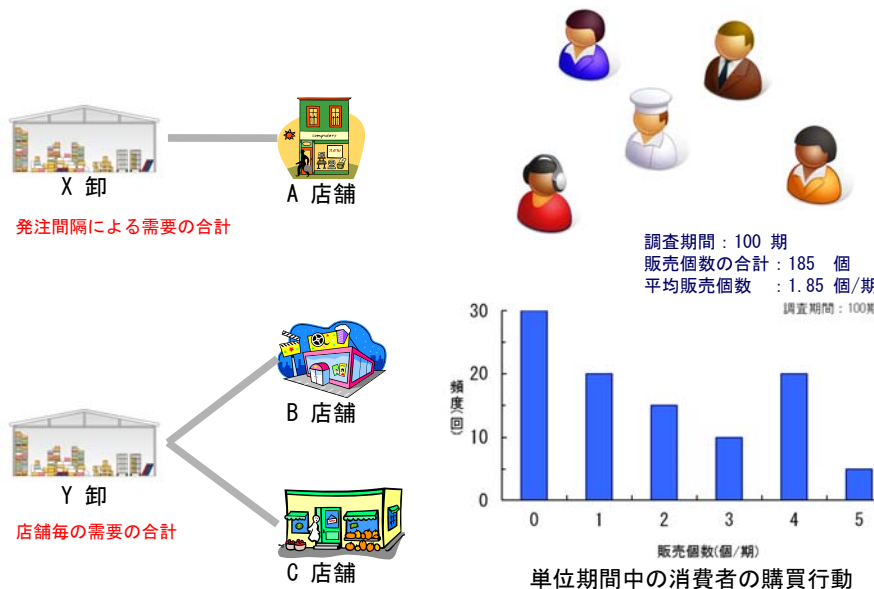 X 卸
A 店舗
発注間隔による需要の合計
B 店舗
Y 卸
店舗毎の需要の合計
C 店舗
調査期間：100 期
販売個数の合計：185 個
平均販売個数 ：1.85 個/期
調査期間：100期
30
20
10
0
頻度(回)
0 1 2 3 4 5
販売個数(個/期)
単位期間中の消費者の購買行動